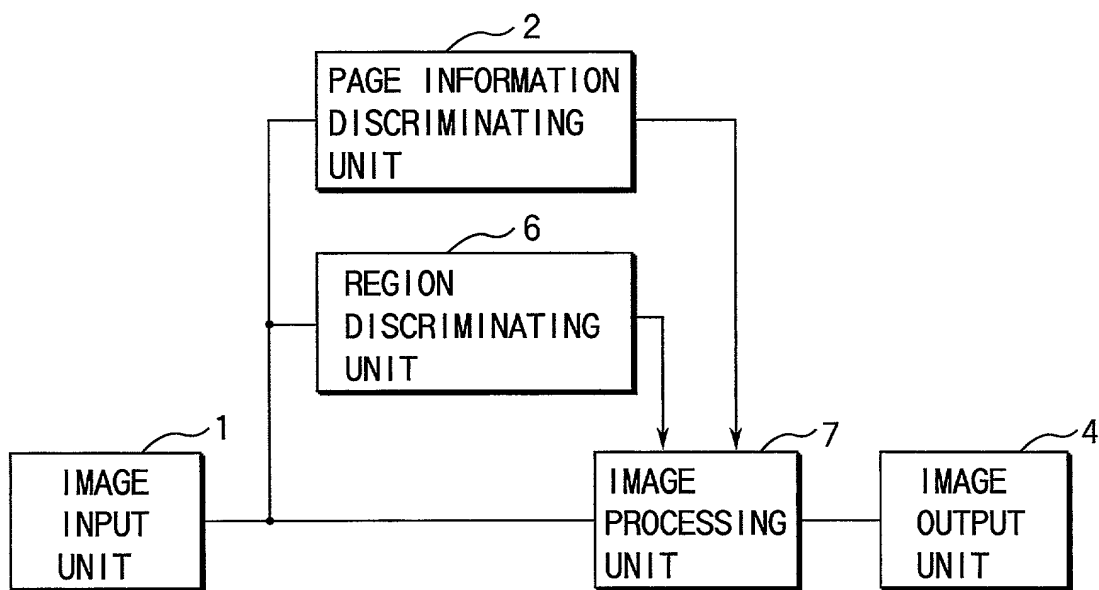 2
PAGE INFORMATION
DISCRIMINATING
UNIT
6
REGION
DISCRIMINATING
UNIT
1
IMAGE
INPUT
UNIT
7
IMAGE
PROCESSING
UNIT
4
IMAGE
OUTPUT
UNIT